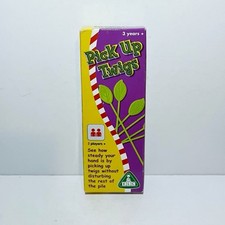 3 years +
Pick Up
Twigs
2 players +
See how
steady your
hand is by
picking up
twigs without
disturbing
the rest of
the pile